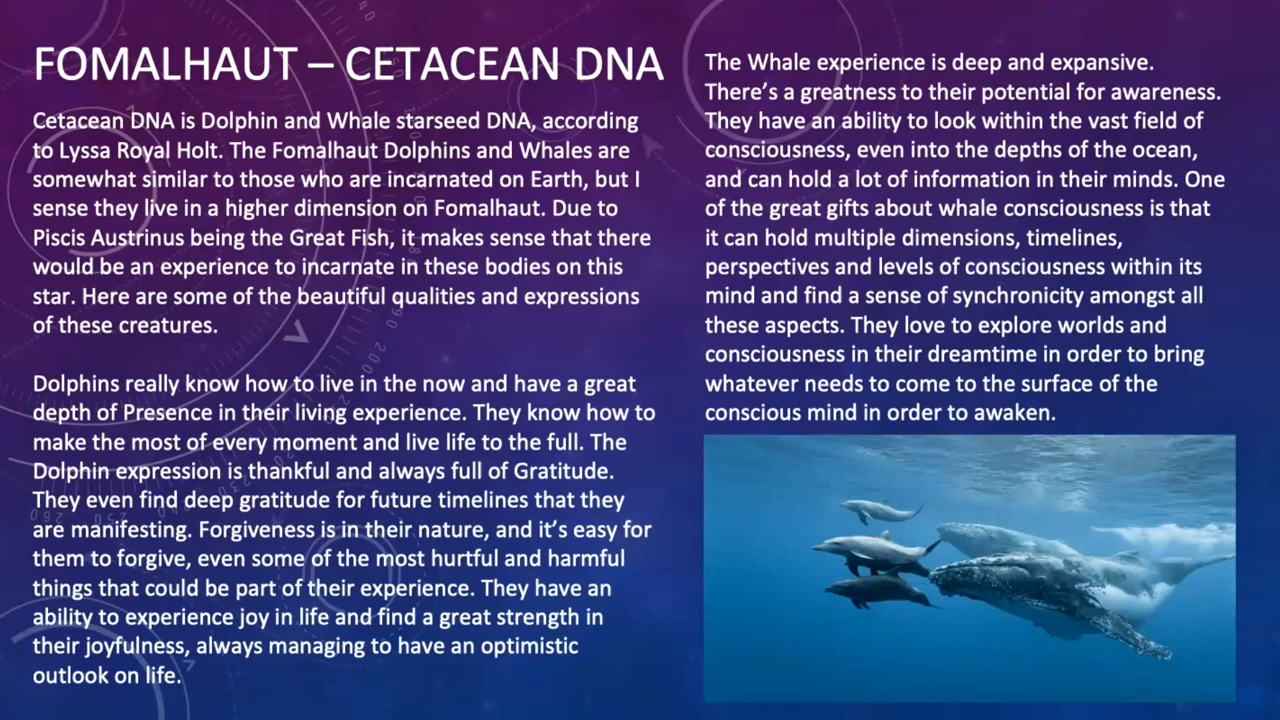 FOMALHAUT – CETACEAN DNA
Cetacean DNA is Dolphin and Whale starseed DNA, according
to Lyssa Royal Holt. The Fomalhaut Dolphins and Whales are
somewhat similar to those who are incarnated on Earth, but I
sense they live in a higher dimension on Fomalhaut. Due to
Piscis Austrinus being the Great Fish, it makes sense that there
would be an experience to incarnate in these bodies on this
star. Here are some of the beautiful qualities and expressions
of these creatures.
Dolphins really know how to live in the now and have a great
depth of Presence in their living experience. They know how to
make the most of every moment and live life to the full. The
Dolphin expression is thankful and always full of Gratitude.
They even find deep gratitude for future timelines that they
are manifesting. Forgiveness is in their nature, and it's easy for
them to forgive, even some of the most hurtful and harmful
things that could be part of their experience. They have an
ability to experience joy in life and find a great strength in
their joyfulness, always managing to have an optimistic
outlook on life.
The Whale experience is deep and expansive.
There's a greatness to their potential for awareness.
They have an ability to look within the vast field of
consciousness, even into the depths of the ocean,
and can hold a lot of information in their minds. One
of the great gifts about whale consciousness is that
it can hold multiple dimensions, timelines,
perspectives and levels of consciousness within its
mind and find a sense of synchronicity amongst all
these aspects. They love to explore worlds and
consciousness in their dreamtime in order to bring
whatever needs to come to the surface of the
conscious mind in order to awaken.